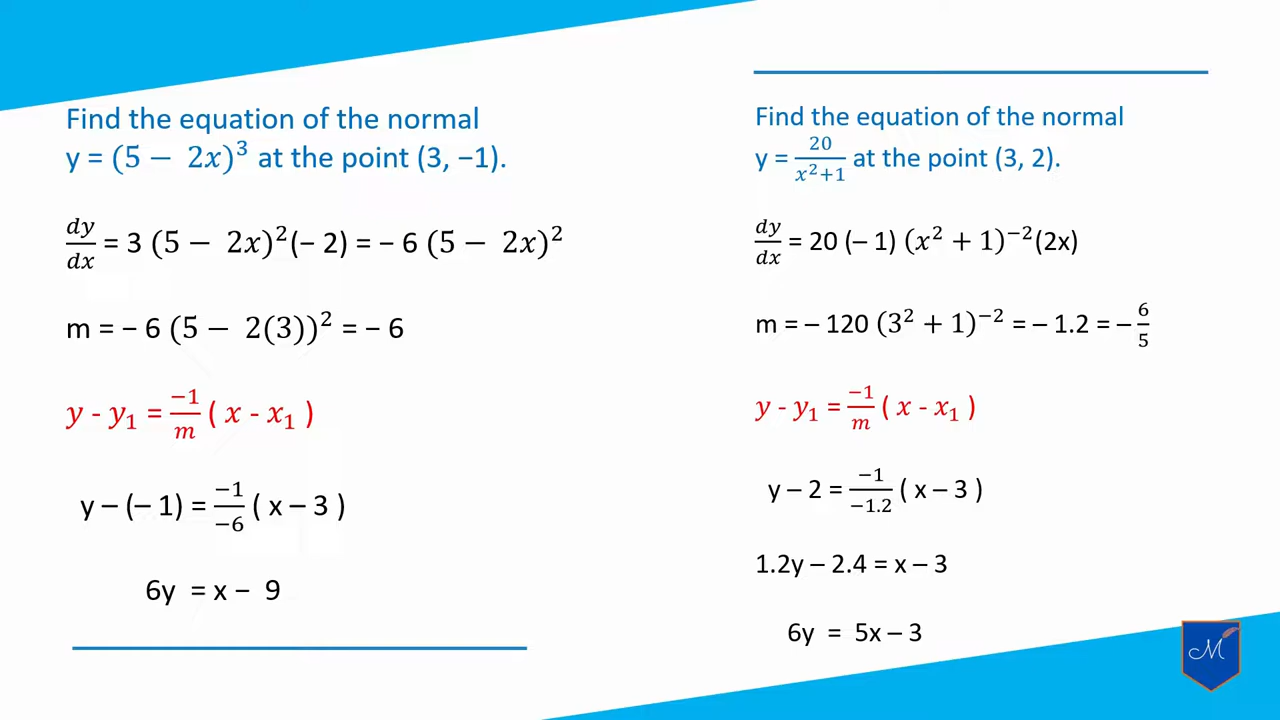 Find the equation of the normal
y = (5 − 2x)³ at the point (3, −1).
dy/dx = 3 (5 − 2x)²(– 2) = – 6 (5 − 2x)²
m = – 6 (5 − 2(3))² = – 6
y - y₁ = −1/m ( x - x₁ )
y – (– 1) = −1/−6 ( x – 3 )
6y = x – 9
Find the equation of the normal
y = 20/x²+1 at the point (3, 2).
dy/dx = 20 (– 1) (x² + 1)⁻²(2x)
m = – 120 (3² + 1)⁻² = – 1.2 = – 6/5
y - y₁ = −1/m ( x - x₁ )
y – 2 = −1/−1.2 ( x – 3 )
1.2y – 2.4 = x – 3
6y = 5x – 3
M